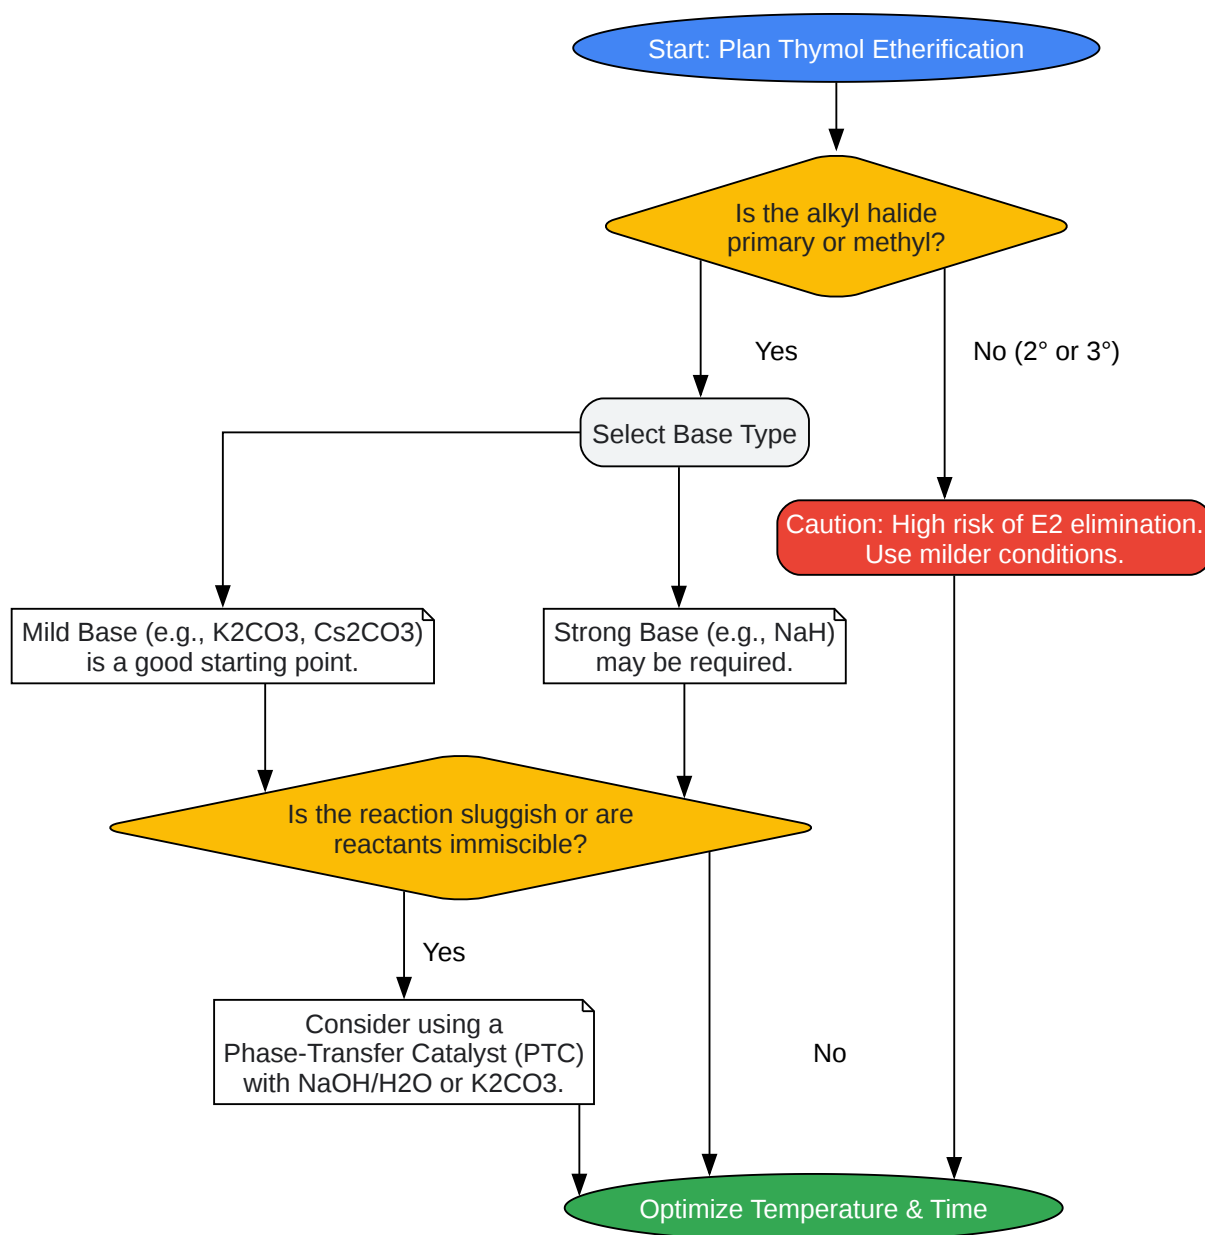 Start: Plan Thymol Etherification
Is the alkyl halide
primary or methyl?
Yes
No (2° or 3°)
Select Base Type
Caution: High risk of E2 elimination.
Use milder conditions.
Mild Base (e.g., K2CO3, Cs2CO3)
is a good starting point.
Strong Base (e.g., NaH)
may be required.
Is the reaction sluggish or are
reactants immiscible?
Yes
Consider using a
Phase-Transfer Catalyst (PTC)
with NaOH/H2O or K2CO3.
No
Optimize Temperature & Time